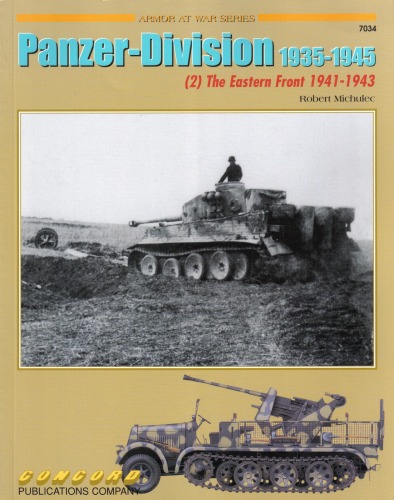 ARMOR AT WAR SERIES
7034
Panzer-Division 1935-1945
(2) The Eastern Front 1941-1943
Robert Michulec
CONCORD
PUBLICATIONS COMPANY